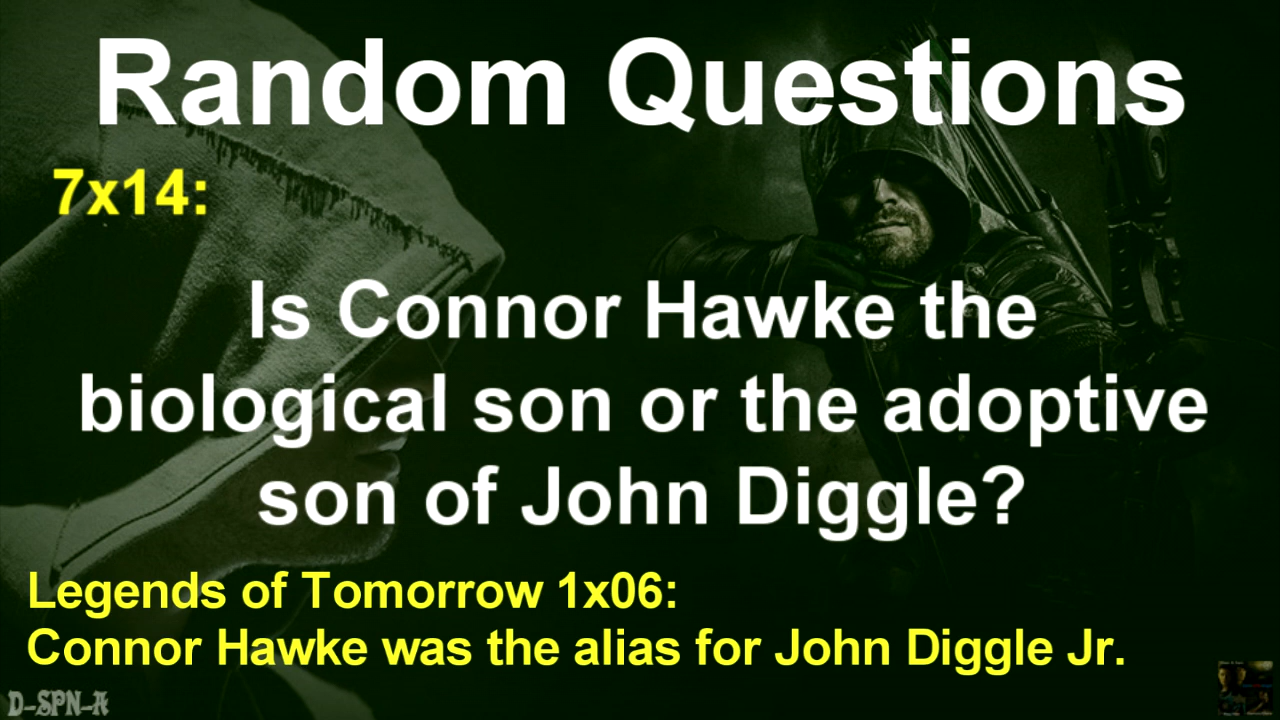 Random Questions
7x14:
Is Connor Hawke the
biological son or the adoptive
son of John Diggle?
Legends of Tomorrow 1x06:
Connor Hawke was the alias for John Diggle Jr.
D-SPN-A